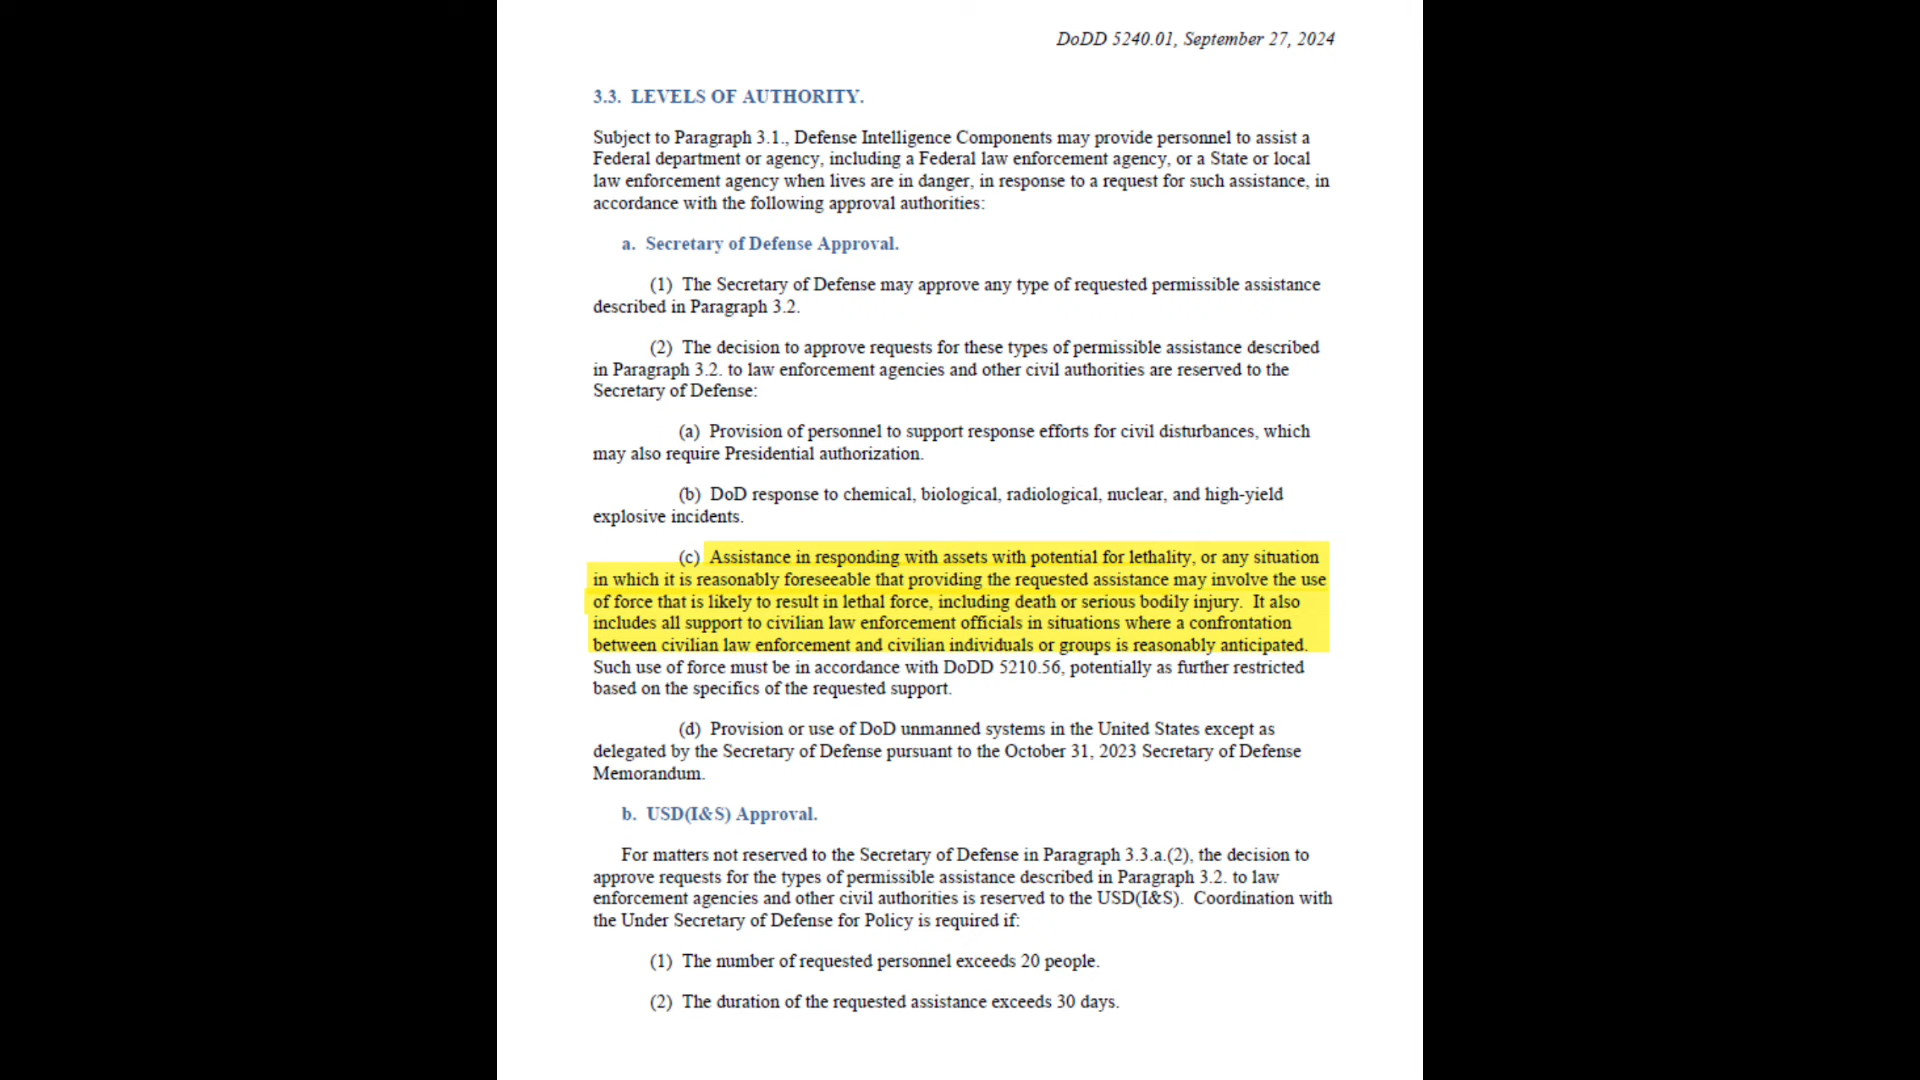 DoDD 5240.01, September 27, 2024
3.3. LEVELS OF AUTHORITY.
Subject to Paragraph 3.1., Defense Intelligence Components may provide personnel to assist a
Federal department or agency, including a Federal law enforcement agency, or a State or local
law enforcement agency when lives are in danger, in response to a request for such assistance, in
accordance with the following approval authorities:
a. Secretary of Defense Approval.
(1) The Secretary of Defense may approve any type of requested permissible assistance
described in Paragraph 3.2.
(2) The decision to approve requests for these types of permissible assistance described
in Paragraph 3.2. to law enforcement agencies and other civil authorities are reserved to the
Secretary of Defense:
(a) Provision of personnel to support response efforts for civil disturbances, which
may also require Presidential authorization.
(b) DoD response to chemical, biological, radiological, nuclear, and high-yield
explosive incidents.
(c) Assistance in responding with assets with potential for lethality, or any situation
in which it is reasonably foreseeable that providing the requested assistance may involve the use
of force that is likely to result in lethal force, including death or serious bodily injury. It also
includes all support to civilian law enforcement officials in situations where a confrontation
between civilian law enforcement and civilian individuals or groups is reasonably anticipated.
Such use of force must be in accordance with DoDD 5210.56, potentially as further restricted
based on the specifics of the requested support.
(d) Provision or use of DoD unmanned systems in the United States except as
delegated by the Secretary of Defense pursuant to the October 31, 2023 Secretary of Defense
Memorandum.
b. USD(I&S) Approval.
For matters not reserved to the Secretary of Defense in Paragraph 3.3.a.(2), the decision to
approve requests for the types of permissible assistance described in Paragraph 3.2. to law
enforcement agencies and other civil authorities is reserved to the USD(I&S). Coordination with
the Under Secretary of Defense for Policy is required if:
(1) The number of requested personnel exceeds 20 people.
(2) The duration of the requested assistance exceeds 30 days.